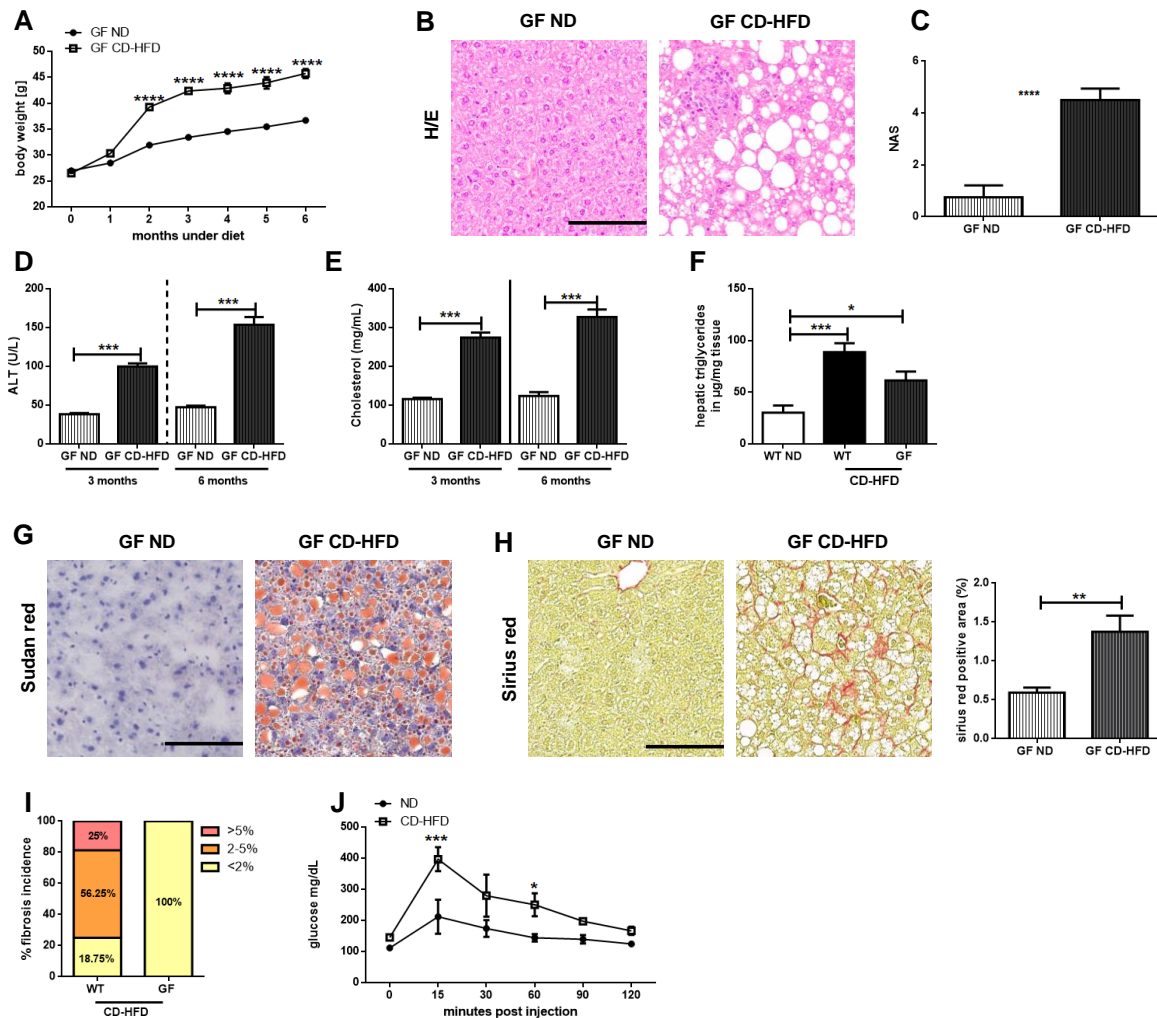 A
GF ND
GF CD-HFD
body weight [g]
50
45
40
35
30
25
20
****
****
****
****
****
0 1 2 3 4 5 6
months under diet
B
GF ND
GF CD-HFD
H/E
C
NAS
6
4
2
0
****
GF ND
GF CD-HFD
D
ALT (U/L)
200
150
100
50
0
***
***
GF ND GF CD-HFD GF ND GF CD-HFD
3 months
6 months
E
Cholesterol (mg/mL)
400
300
200
100
0
***
***
GF ND GF CD-HFD GF ND GF CD-HFD
3 months
6 months
F
hepatic triglycerides
in µg/mg tissue
150
100
50
0
*
***
WT ND
WT
GF
CD-HFD
G
GF ND
GF CD-HFD
Sudan red
H
GF ND
GF CD-HFD
Sirius red
sirius red positive area (%)
2.0
1.5
1.0
0.5
0.0
**
GF ND
GF CD-HFD
I
% fibrosis incidence
100
80
60
40
20
0
25%
56.25%
18.75%
100%
>5%
2-5%
<2%
WT
GF
CD-HFD
J
ND
CD-HFD
glucose mg/dL
500
400
300
200
100
0
***
*
0 15 30 60 90 120
minutes post injection